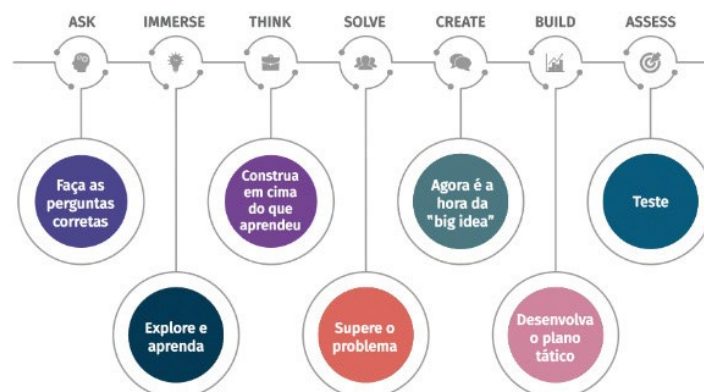 ASK IMMERSE THINK SOLVE CREATE BUILD ASSESS
Faça as
perguntas
corretas
Construa
em cima
do que
aprendeu
Agora é a
hora da
"big idea"
Teste
Explore e
aprenda
Supere o
problema
Desenvolva
o plano
tático